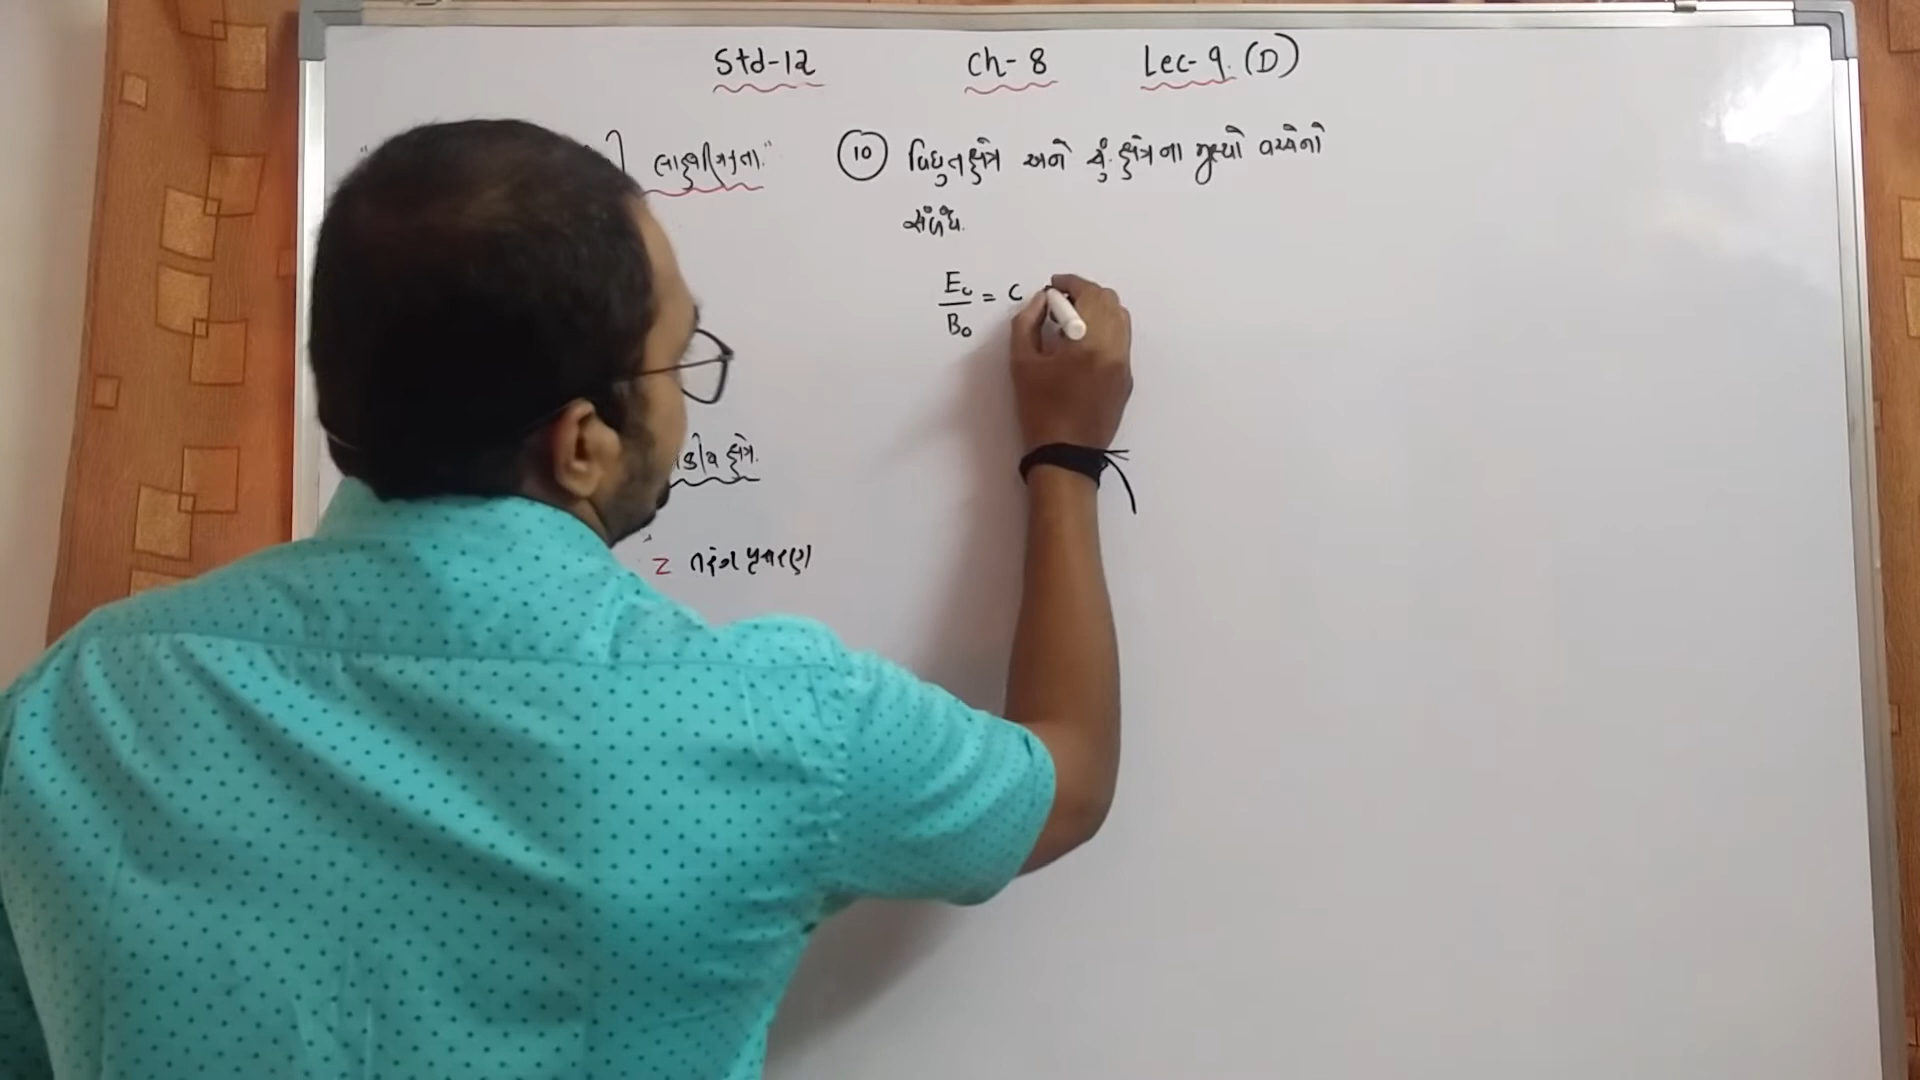 Std-12 Ch-8 Lec-9. (D)
લાક્ષણિકતા."
10 વિદ્યુતક્ષેત્ર અને ચું.ક્ષેત્રના મૂલ્યો વચ્ચેનો
સંબંધ.
E₀/B₀ = c
ક્ષેત્ર.
z તરંગ પ્રસરણ